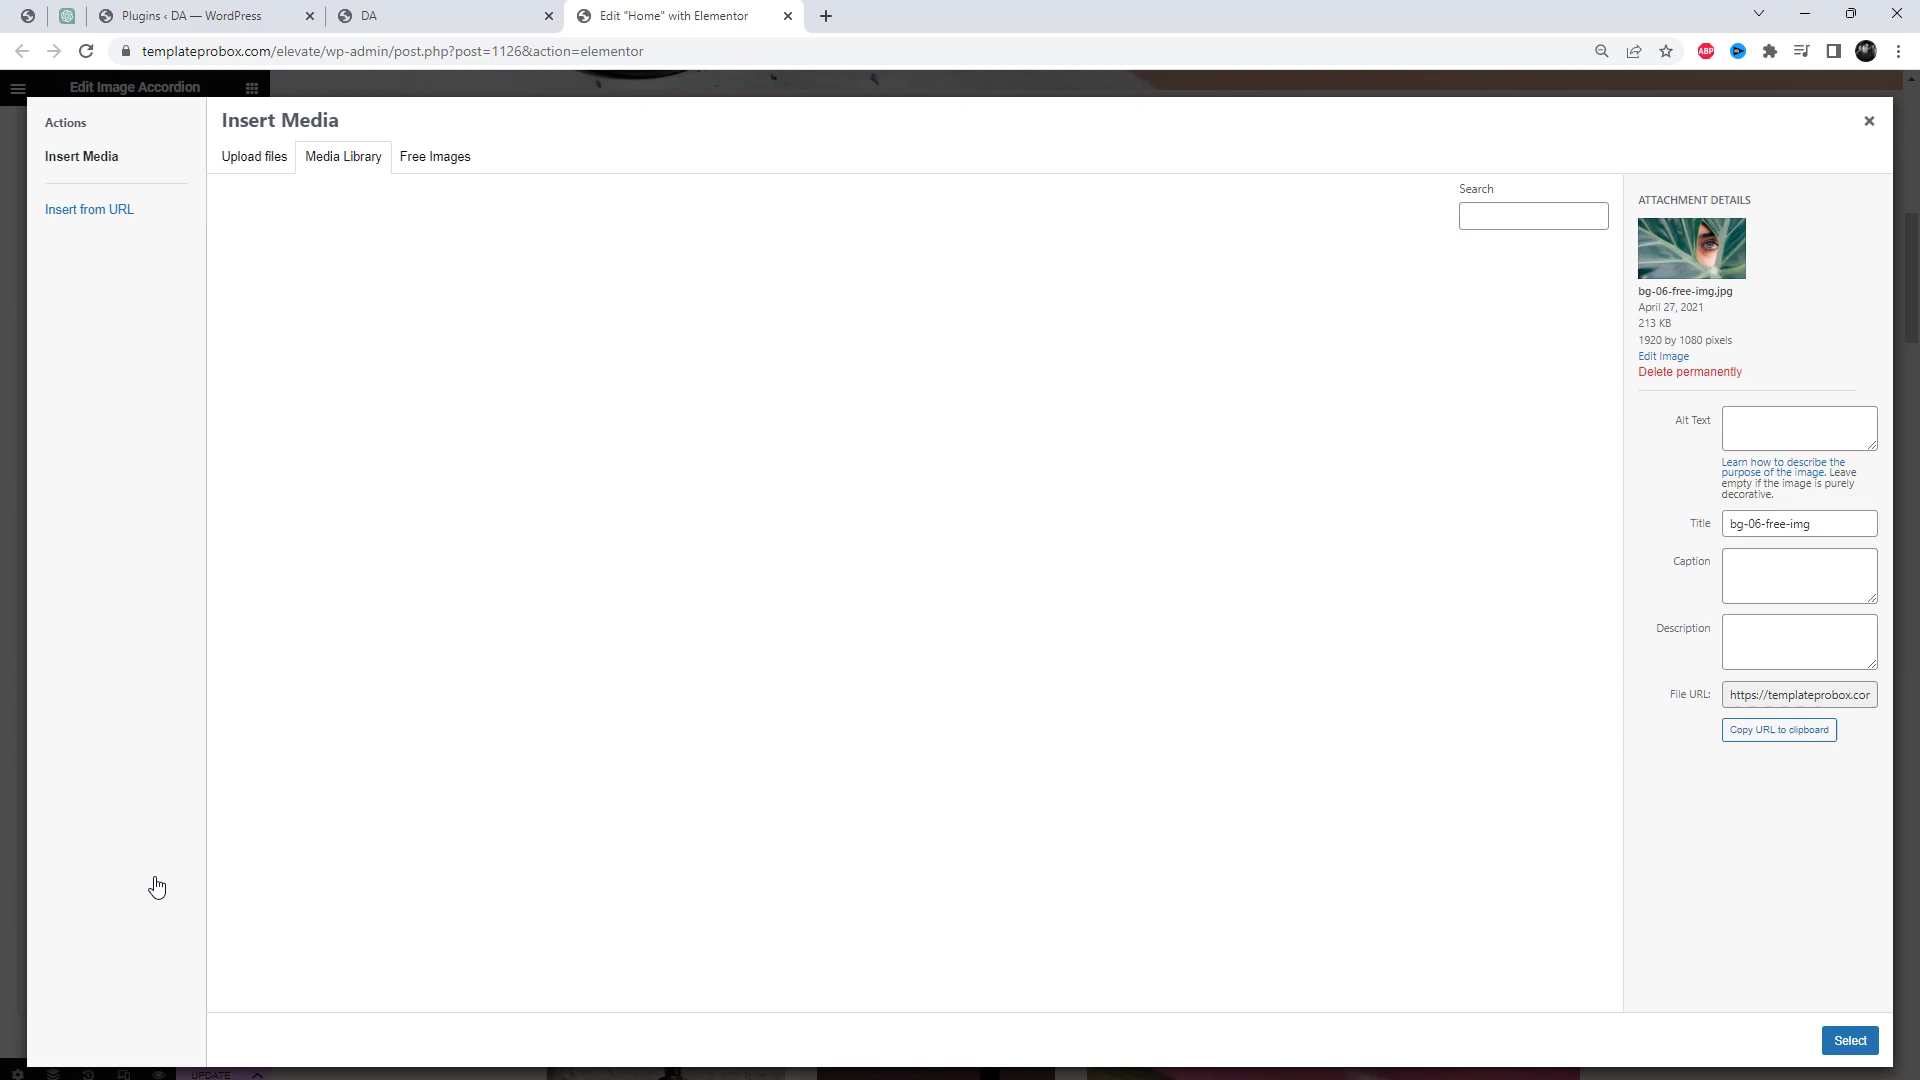 Plugins ‹ DA — WordPress
DA
Edit "Home" with Elementor
templateprobox.com/elevate/wp-admin/post.php?post=1126&action=elementor
ABP
Edit Image Accordion
Actions
Insert Media
Insert from URL
Insert Media
Upload files
Media Library
Free Images
Search
ATTACHMENT DETAILS
bg-06-free-img.jpg
April 27, 2021
213 KB
1920 by 1080 pixels
Edit Image
Delete permanently
Alt Text
Learn how to describe the
purpose of the image. Leave
empty if the image is purely
decorative.
Title
bg-06-free-img
Caption
Description
File URL:
https://templateprobox.cor
Copy URL to clipboard
Select
UPDATE